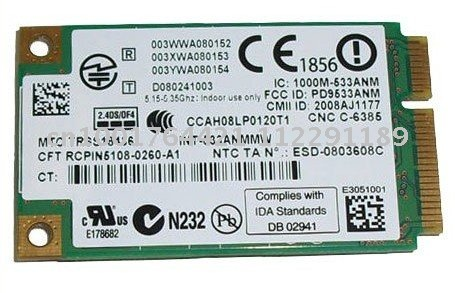 003WWA080152
003XWA080153
003YWA080154
R
T
D080241003
5.15-5.35Ghz: Indoor use only
CE 1856
IC: 1000M-533ANM
FCC ID: PD9533ANM
CMII ID: 2008AJ1177
CNC C-6385
2.4DS/DF4
CCAH08LP0120T1
CFT RCPIN5108-0260-A1
NTC TA N°: ESD-0803608C
CT:
E178682
N232
Pb
Complies with
IDA Standards
DB 02941
E3051001